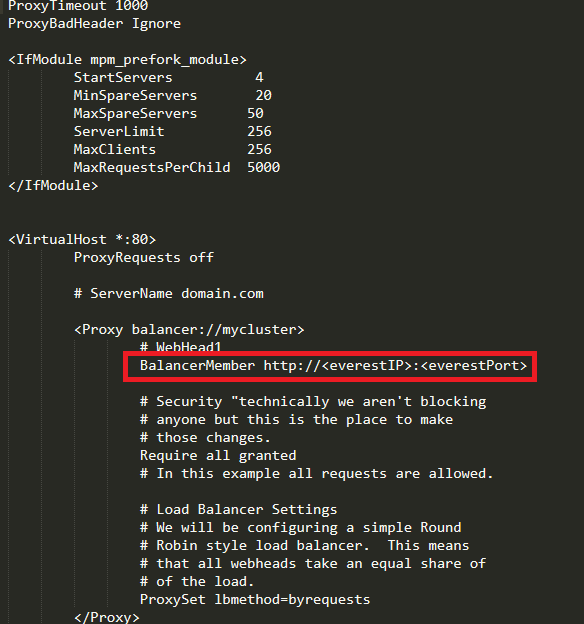 ProxyTimeout 1000
ProxyBadHeader Ignore
<IfModule mpm_prefork_module>
StartServers 4
MinSpareServers 20
MaxSpareServers 50
ServerLimit 256
MaxClients 256
MaxRequestsPerChild 5000
</IfModule>
<VirtualHost *:80>
ProxyRequests off
# ServerName domain.com
<Proxy balancer://mycluster>
# WebHead1
BalancerMember http://<everestIP>:<everestPort>
# Security "technically we aren't blocking
# anyone but this is the place to make
# those changes.
Require all granted
# In this example all requests are allowed.
# Load Balancer Settings
# We will be configuring a simple Round
# Robin style load balancer.  This means
# that all webheads take an equal share of
# of the load.
ProxySet lbmethod=byrequests
</Proxy>